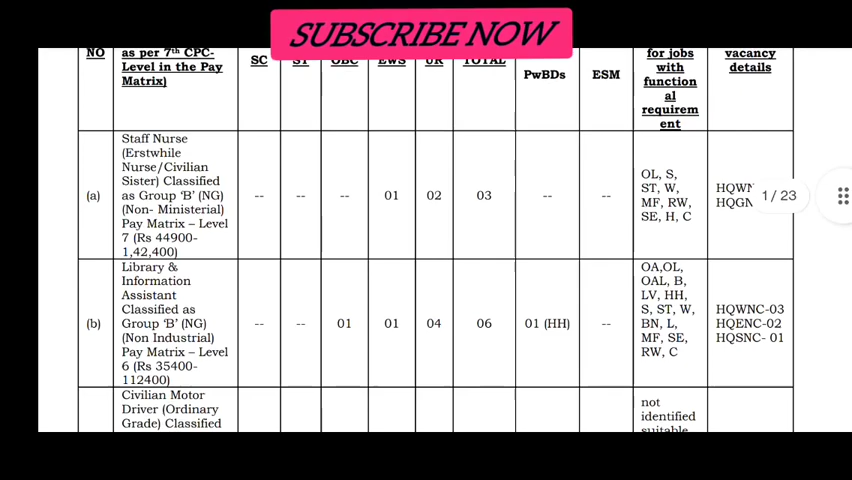 SUBSCRIBE NOW
NO
as per 7th CPC-
Level in the Pay
Matrix)
SC
ST
OBC
EWS
UR
TOTAL
PwBDs
ESM
for jobs
with
function
al
requirem
ent
vacancy
details
(a)
Staff Nurse
(Erstwhile
Nurse/Civilian
Sister) Classified
as Group ‘B’ (NG)
(Non- Ministerial)
Pay Matrix – Level
7 (Rs 44900-
1,42,400)
--
--
--
01
02
03
--
--
OL, S,
ST, W,
MF, RW,
SE, H, C
1 / 23
(b)
Library &
Information
Assistant
Classified as
Group ‘B’ (NG)
(Non Industrial)
Pay Matrix – Level
6 (Rs 35400-
112400)
--
--
01
01
04
06
01 (HH)
--
OA,OL,
OAL, B,
LV, HH,
S, ST, W,
BN, L,
MF, SE,
RW, C
HQWNC-03
HQENC-02
HQSNC- 01
Civilian Motor
Driver (Ordinary
Grade) Classified
not
identified
suitable